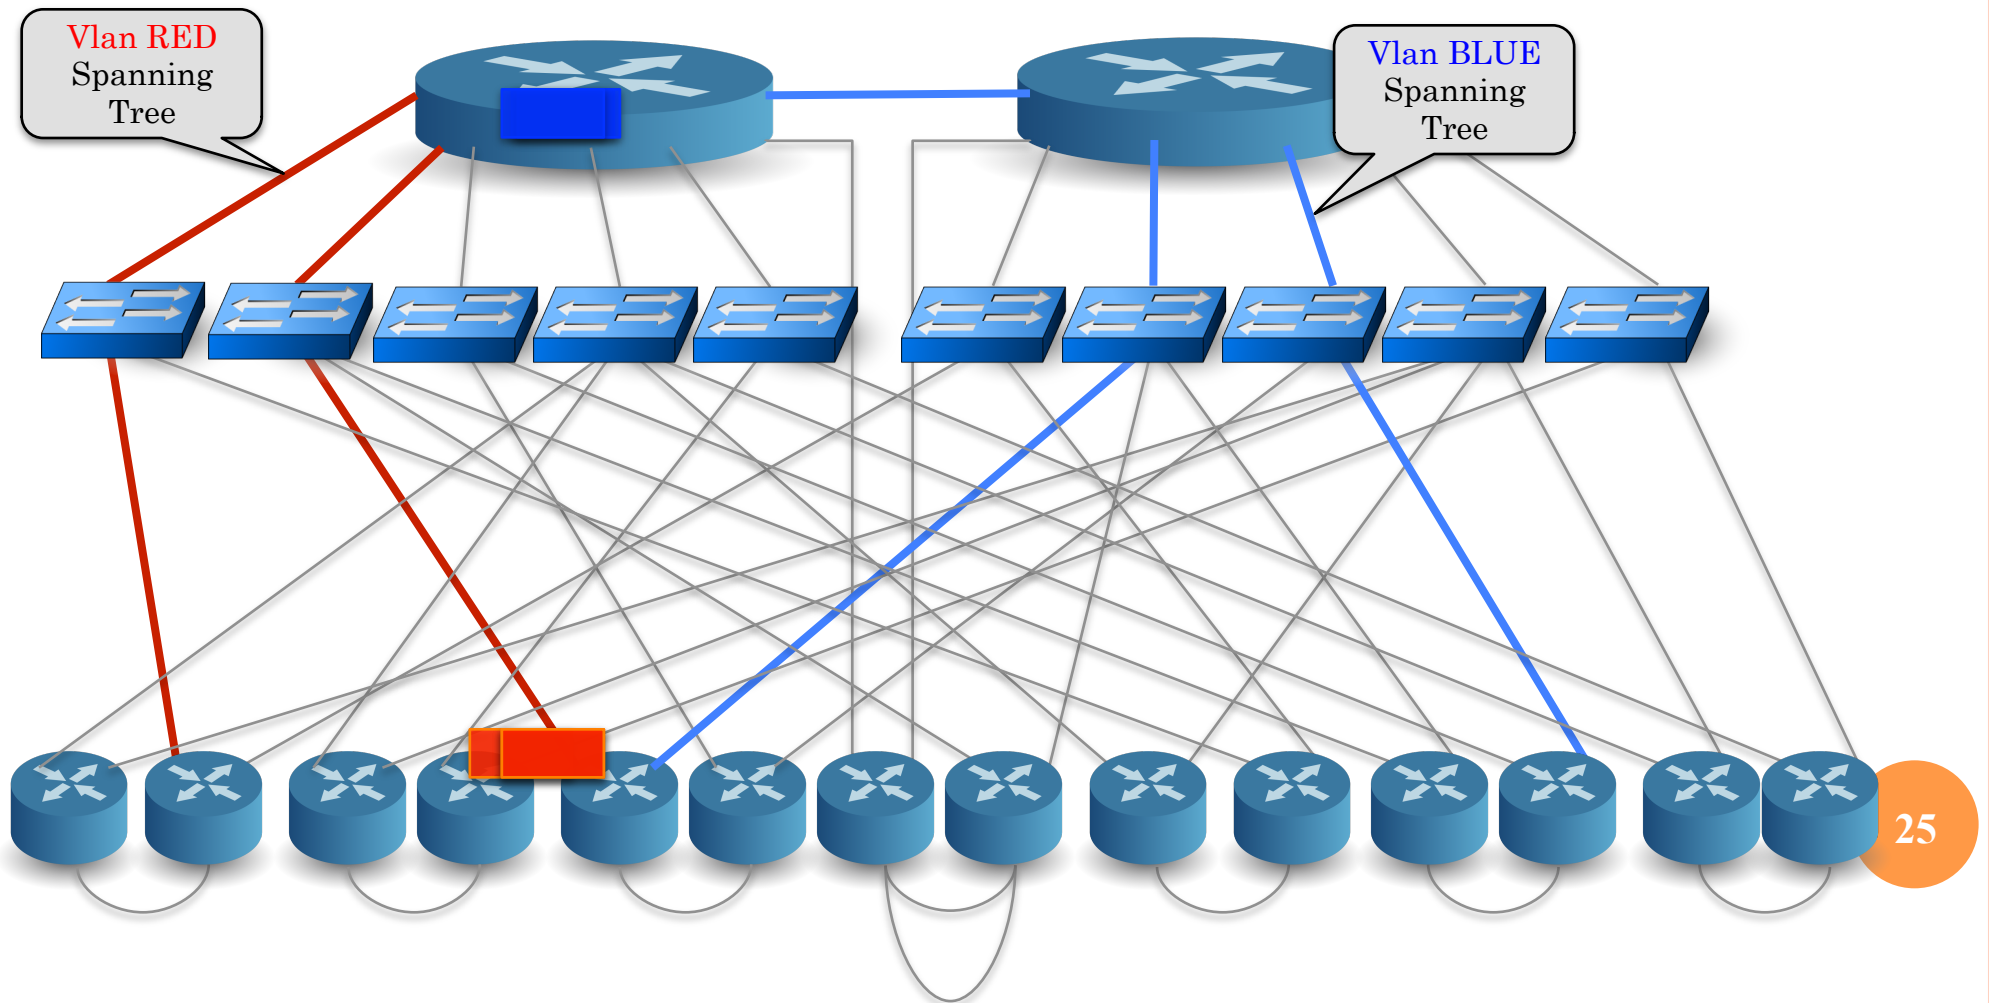 Vlan RED
Spanning
Tree
Vlan BLUE
Spanning
Tree
25